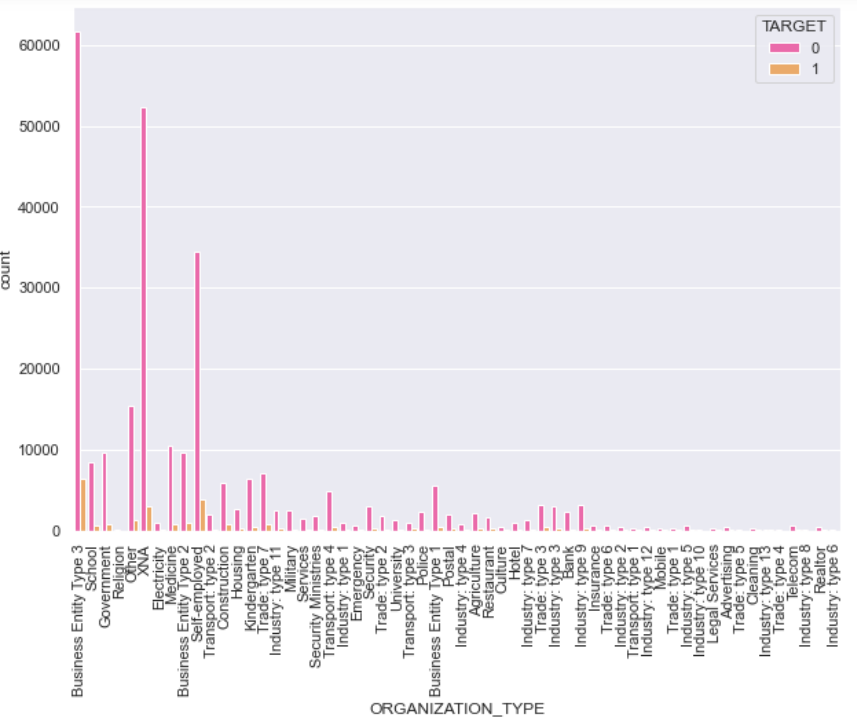 TARGET
0
1
60000
50000
40000
30000
20000
10000
0
count
Business Entity Type 3
School
Government
Religion
Other
XNA
Electricity
Medicine
Business Entity Type 2
Self-employed
Transport: type 2
Construction
Housing
Kindergarten
Trade: type 7
Industry: type 11
Military
Services
Security Ministries
Transport: type 4
Industry: type 1
Emergency
Security
Trade: type 2
University
Transport: type 3
Police
Business Entity Type 1
Postal
Industry: type 4
Agriculture
Restaurant
Culture
Hotel
Industry: type 7
Trade: type 3
Industry: type 3
Bank
Industry: type 9
Insurance
Trade: type 6
Industry: type 2
Transport: type 1
Industry: type 12
Mobile
Trade: type 1
Industry: type 5
Industry: type 10
Legal Services
Advertising
Trade: type 5
Cleaning
Industry: type 13
Trade: type 4
Telecom
Industry: type 8
Realtor
Industry: type 6
ORGANIZATION_TYPE